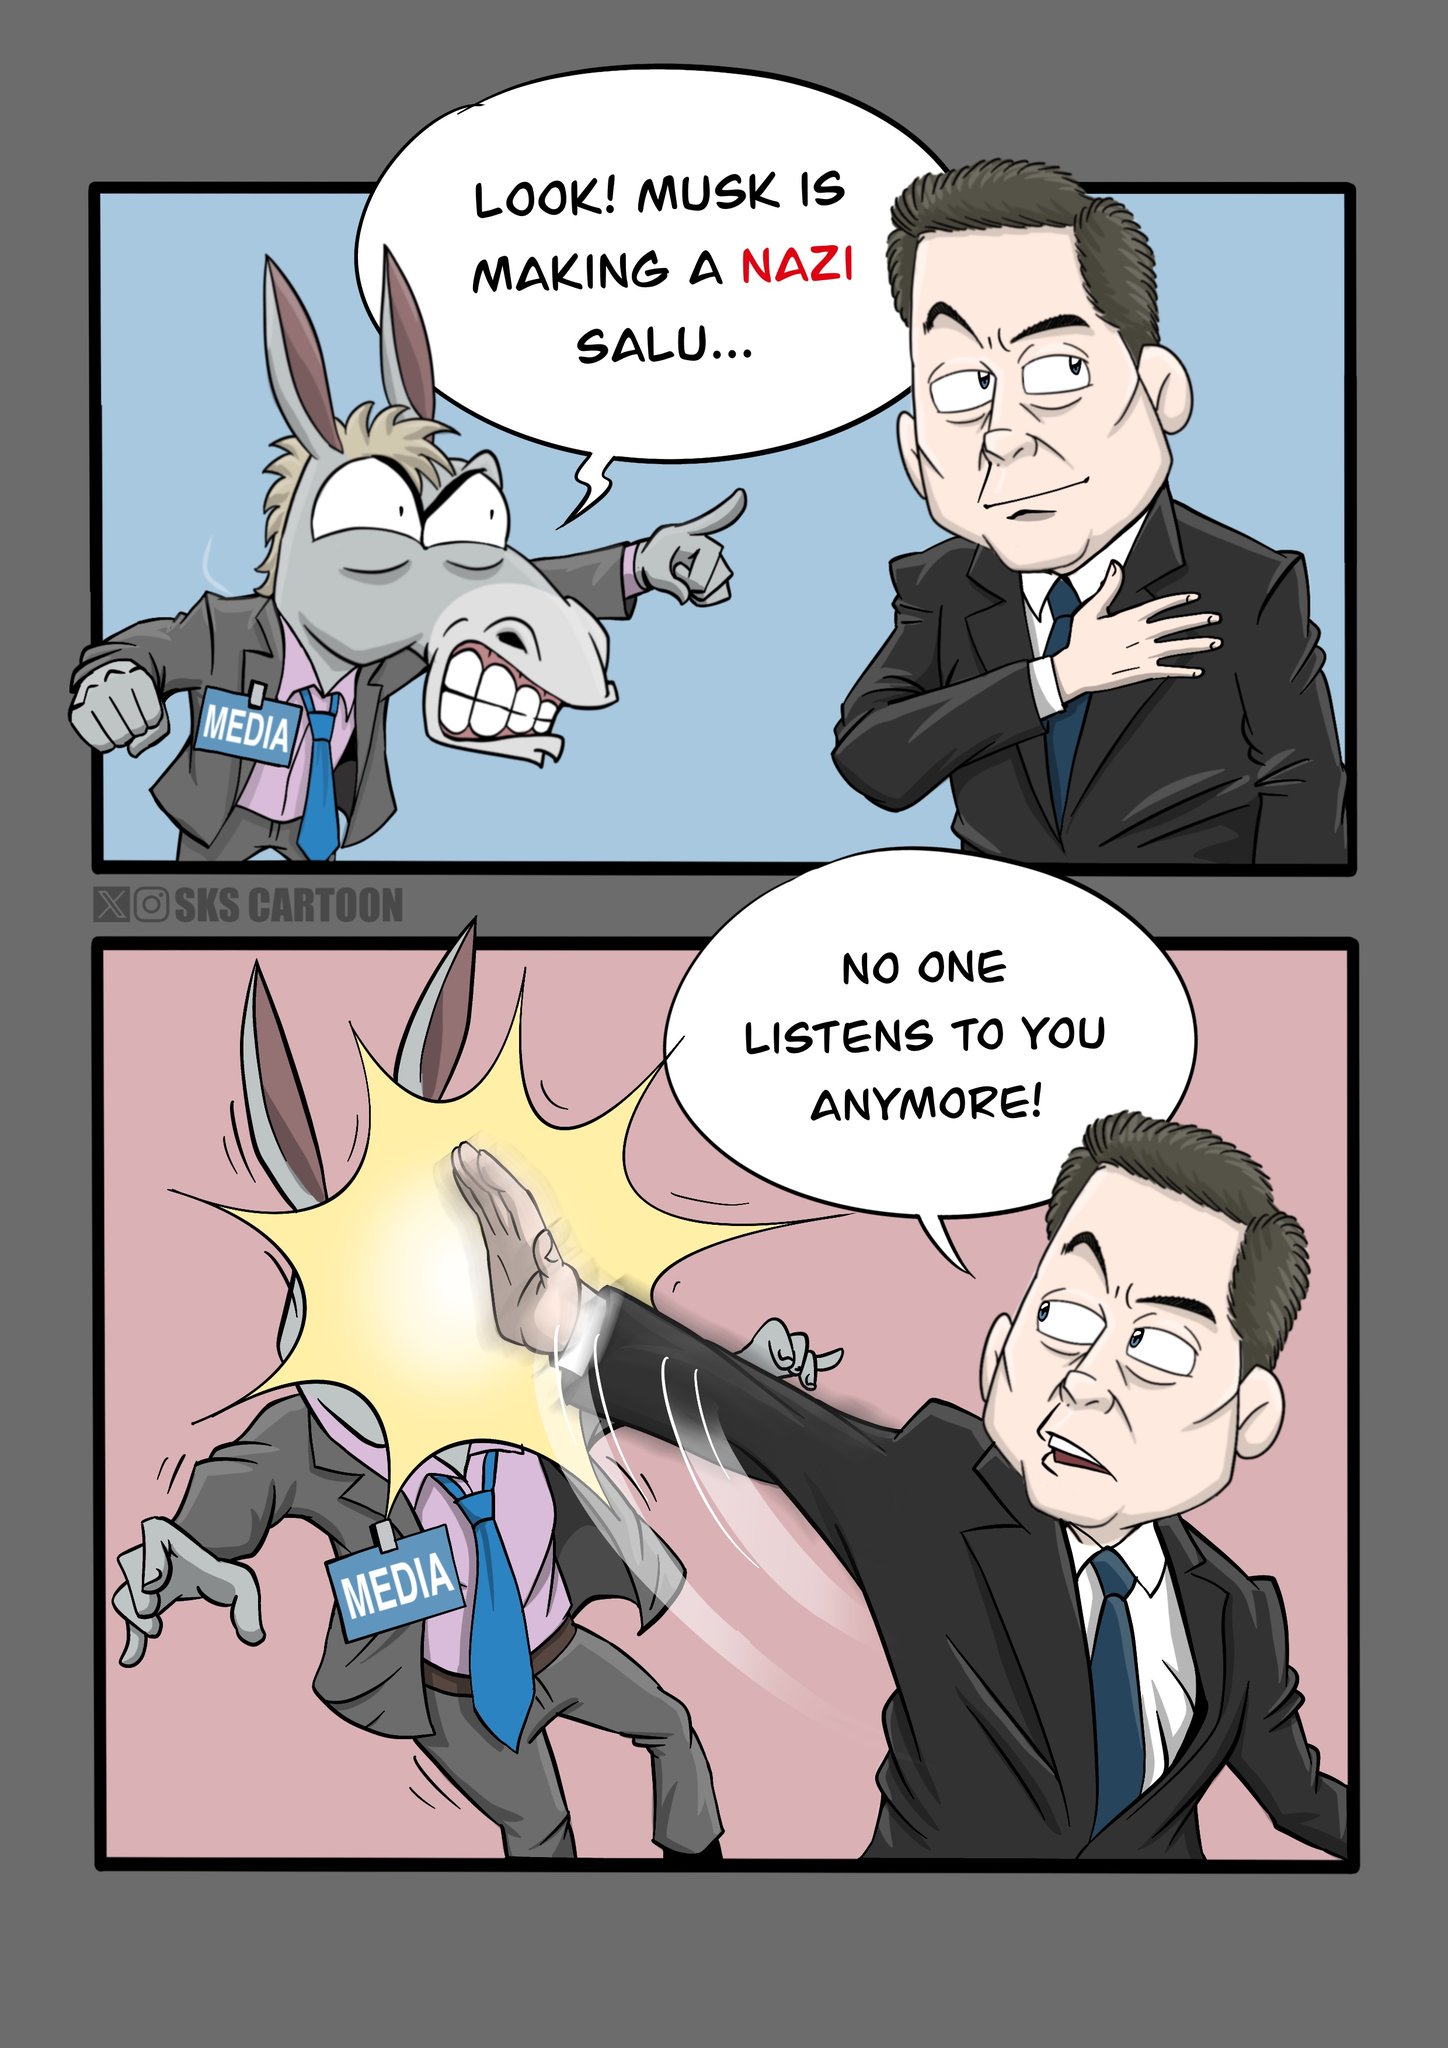 LOOK! MUSK IS
MAKING A NAZI
SALU...
MEDIA
SKS CARTOON
NO ONE
LISTENS TO YOU
ANYMORE!
MEDIA